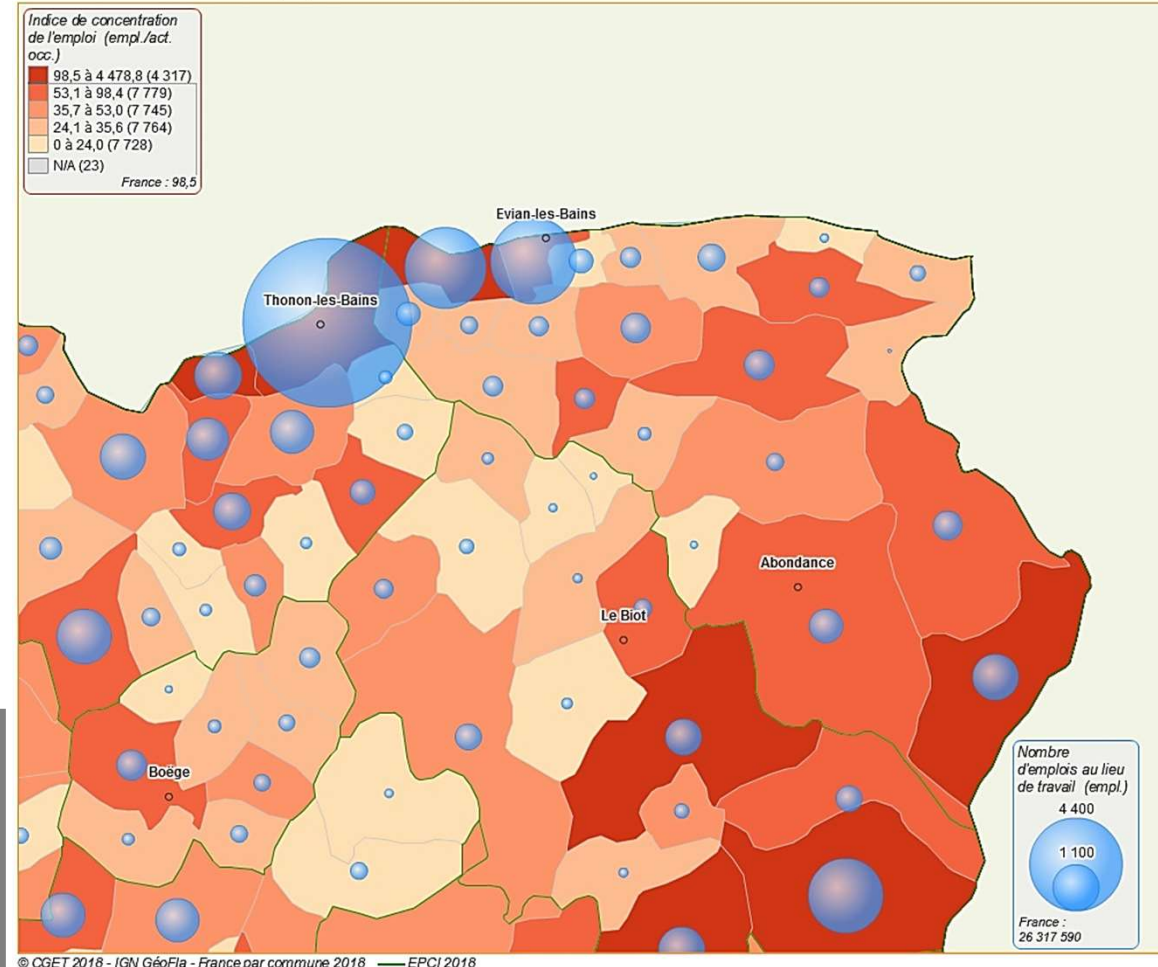 Indice de concentration
de l'emploi (empl./act.
occ.)
98,5 à 4 478,8 (4 317)
53,1 à 98,4 (7 779)
35,7 à 53,0 (7 745)
24,1 à 35,6 (7 764)
0 à 24,0 (7 728)
N/A (23)
France : 98,5
Evian-les-Bains
Thonon-les-Bains
Abondance
Le Biot
Boëge
Nombre
d'emplois au lieu
de travail (empl.)
4 400
1 100
France :
26 317 590
© CGET 2018 - IGN GéoFla - France par commune 2018 EPCI 2018